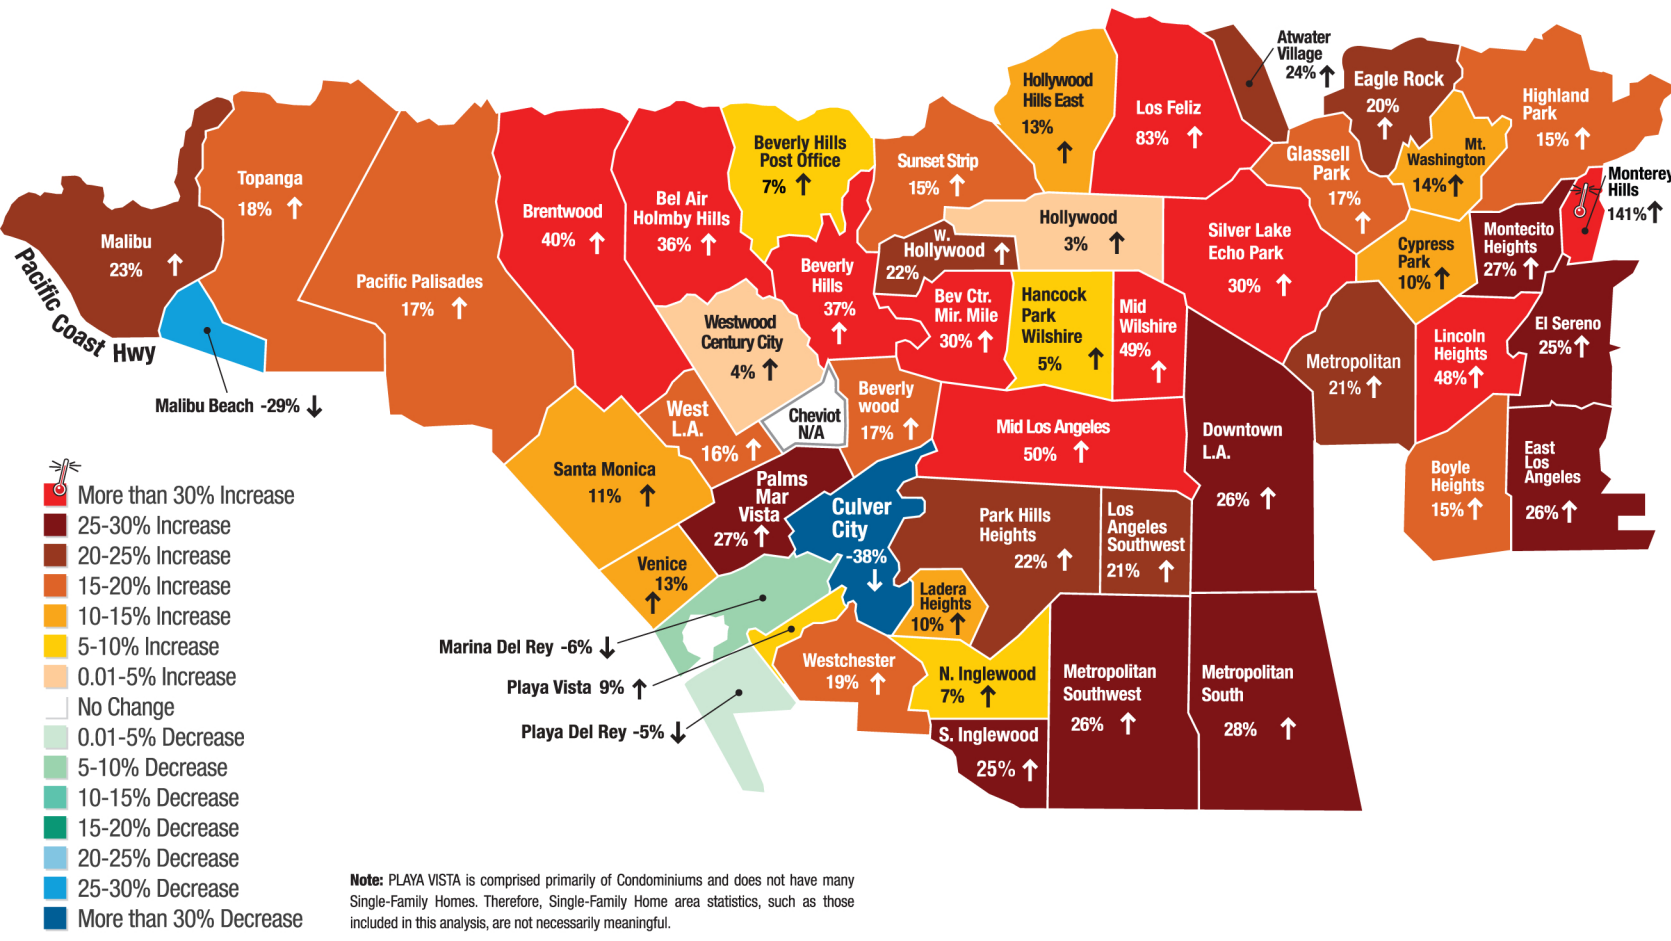 Atwater
Village
24%
Hollywood
Hills East
13%
Los Feliz
83%
Eagle Rock
20%
Highland
Park
15%
Mt.
Washington
14%
Glassell
Park
17%
Monterey
Hills
141%
Beverly Hills
Post Office
7%
Sunset Strip
15%
Topanga
18%
Malibu
23%
Brentwood
40%
Bel Air
Holmby Hills
36%
Hollywood
3%
W.
Hollywood
22%
Silver Lake
Echo Park
30%
Montecito
Heights
27%
Cypress
Park
10%
Pacific Palisades
17%
Beverly
Hills
37%
Bev Ctr.
Mir. Mile
30%
Hancock
Park
Wilshire
5%
Mid
Wilshire
49%
Westwood
Century City
4%
Metropolitan
21%
Lincoln
Heights
48%
El Sereno
25%
Pacific Coast Hwy
Malibu Beach -29%
West
L.A.
16%
Cheviot
N/A
Beverly
wood
17%
Mid Los Angeles
50%
Downtown
L.A.
26%
Boyle
Heights
15%
East
Los
Angeles
26%
Santa Monica
11%
Palms
Mar
Vista
27%
Culver
City
-38%
Park Hills
Heights
22%
Los
Angeles
Southwest
21%
Venice
13%
Ladera
Heights
10%
Marina Del Rey -6%
Playa Vista 9%
Playa Del Rey -5%
Westchester
19%
N. Inglewood
7%
S. Inglewood
25%
Metropolitan
Southwest
26%
Metropolitan
South
28%
More than 30% Increase
25-30% Increase
20-25% Increase
15-20% Increase
10-15% Increase
5-10% Increase
0.01-5% Increase
No Change
0.01-5% Decrease
5-10% Decrease
10-15% Decrease
15-20% Decrease
20-25% Decrease
25-30% Decrease
More than 30% Decrease
Note: PLAYA VISTA is comprised primarily of Condominiums and does not have many
Single-Family Homes. Therefore, Single-Family Home area statistics, such as those
included in this analysis, are not necessarily meaningful.